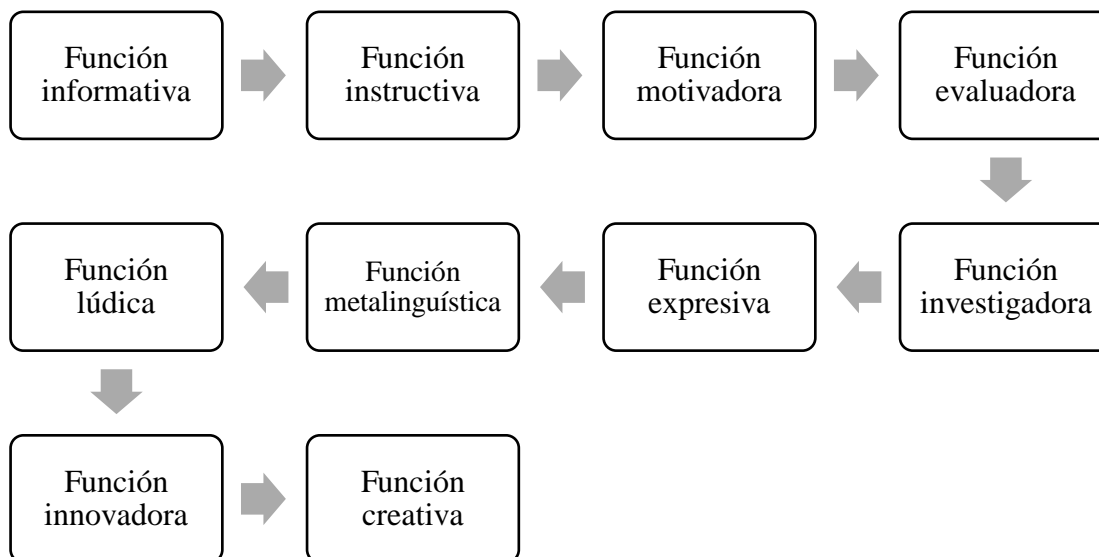 Función
informativa
Función
instructiva
Función
motivadora
Función
evaluadora
Función
investigadora
Función
expresiva
Función
metalinguística
Función
lúdica
Función
innovadora
Función
creativa